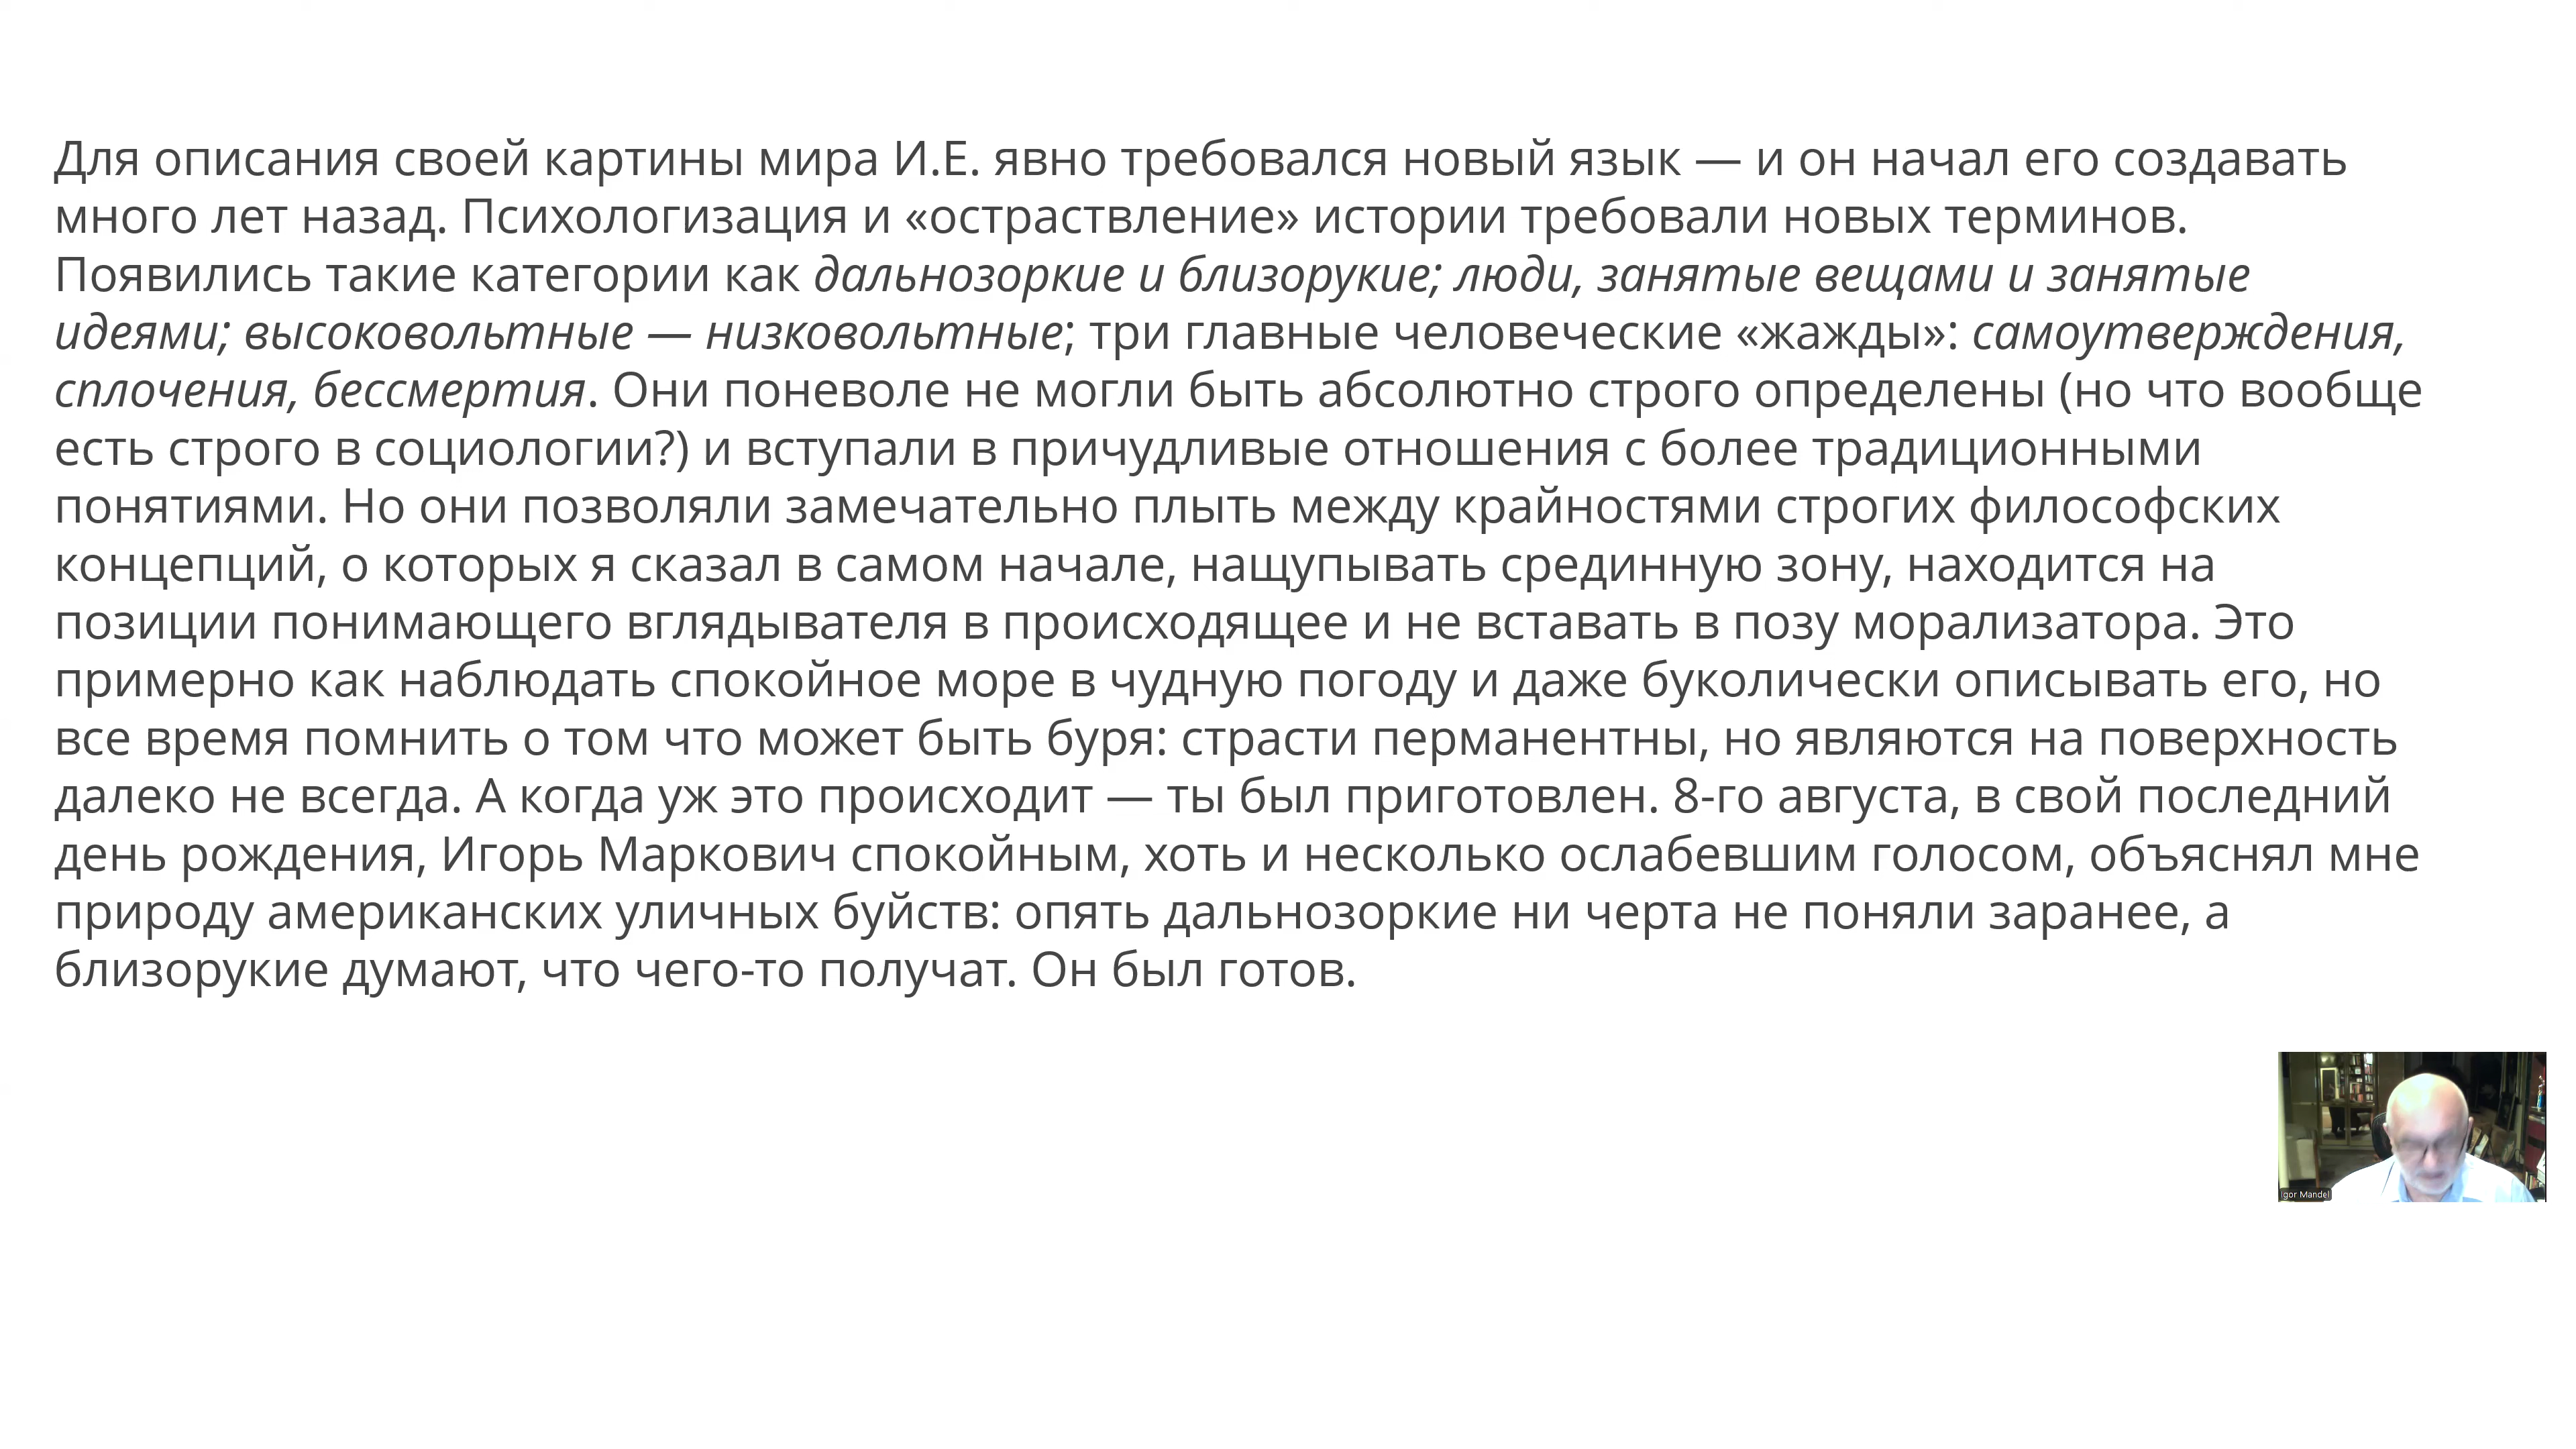 Для описания своей картины мира И.Е. явно требовался новый язык — и он начал его создавать
много лет назад. Психологизация и «остраствление» истории требовали новых терминов.
Появились такие категории как дальнозоркие и близорукие; люди, занятые вещами и занятые
идеями; высоковольтные — низковольтные; три главные человеческие «жажды»: самоутверждения,
сплочения, бессмертия. Они поневоле не могли быть абсолютно строго определены (но что вообще
есть строго в социологии?) и вступали в причудливые отношения с более традиционными
понятиями. Но они позволяли замечательно плыть между крайностями строгих философских
концепций, о которых я сказал в самом начале, нащупывать срединную зону, находится на
позиции понимающего вглядывателя в происходящее и не вставать в позу морализатора. Это
примерно как наблюдать спокойное море в чудную погоду и даже буколически описывать его, но
все время помнить о том что может быть буря: страсти перманентны, но являются на поверхность
далеко не всегда. А когда уж это происходит — ты был приготовлен. 8-го августа, в свой последний
день рождения, Игорь Маркович спокойным, хоть и несколько ослабевшим голосом, объяснял мне
природу американских уличных буйств: опять дальнозоркие ни черта не поняли заранее, а
близорукие думают, что чего-то получат. Он был готов.
Igor Mandel